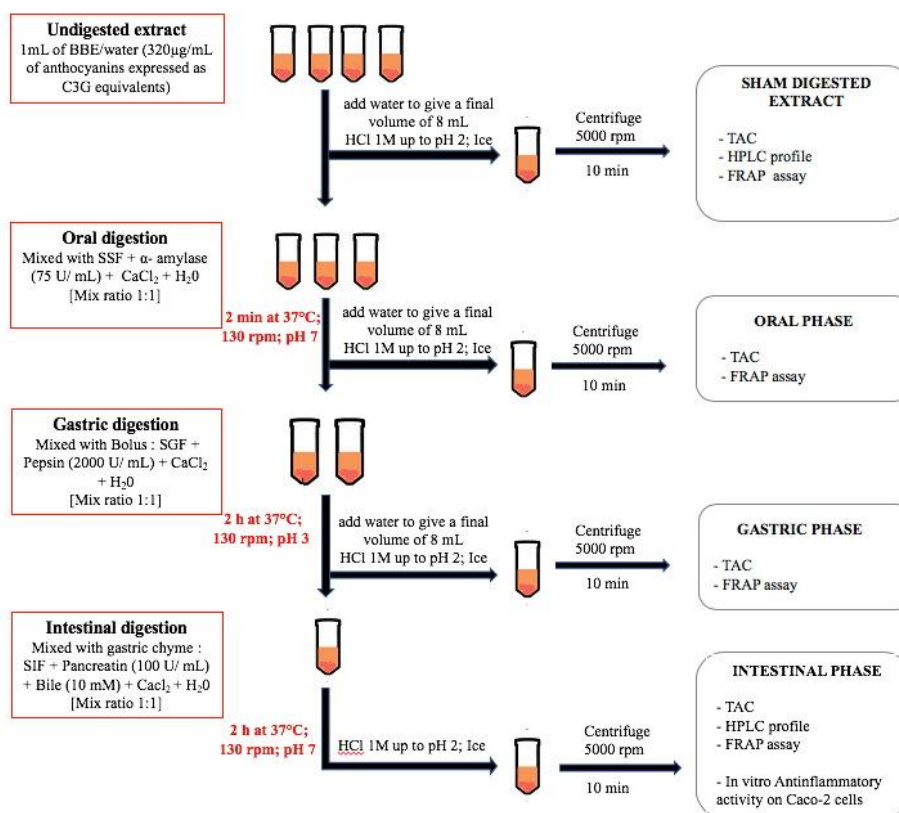 Undigested extract
1mL of BBE/water (320µg/mL
of anthocyanins expressed as
C3G equivalents)
add water to give a final
volume of 8 mL
HCl 1M up to pH 2; Ice
Centrifuge
5000 rpm
10 min
SHAM DIGESTED
EXTRACT
- TAC
- HPLC profile
- FRAP assay
Oral digestion
Mixed with SSF + α- amylase
(75 U/ mL) + CaCl₂ + H₂0
[Mix ratio 1:1]
2 min at 37°C;
130 rpm; pH 7
add water to give a final
volume of 8 mL
HCl 1M up to pH 2; Ice
Centrifuge
5000 rpm
10 min
ORAL PHASE
- TAC
- FRAP assay
Gastric digestion
Mixed with Bolus : SGF +
Pepsin (2000 U/ mL) + CaCl₂
+ H₂0
[Mix ratio 1:1]
2 h at 37°C;
130 rpm; pH 3
add water to give a final
volume of 8 mL
HCl 1M up to pH 2; Ice
Centrifuge
5000 rpm
10 min
GASTRIC PHASE
- TAC
- FRAP assay
Intestinal digestion
Mixed with gastric chyme :
SIF + Pancreatin (100 U/ mL)
+ Bile (10 mM) + Cacl₂ + H₂0
[Mix ratio 1:1]
2 h at 37°C;
130 rpm; pH 7
HCl 1M up to pH 2; Ice
Centrifuge
5000 rpm
10 min
INTESTINAL PHASE
- TAC
- HPLC profile
- FRAP assay
- In vitro Antinflammatory
activity on Caco-2 cells